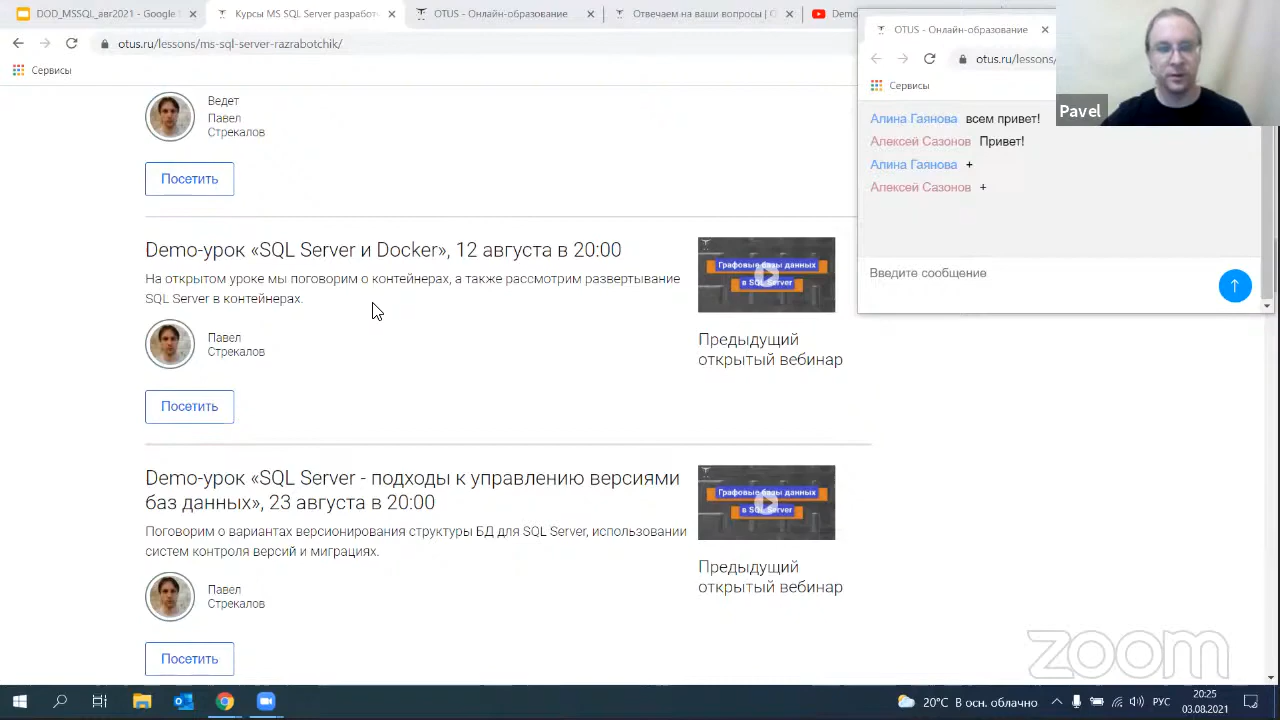 DOD_MSSQL_август21 - Google
Курсы MS SQL Server разработ
OTUS - Онлайн-образование
Отвечаем на ваши вопросы | С
Demo
otus.ru/lessons/ms-sql-server-razrabotchik/
Сервисы
OTUS - Онлайн-образование
otus.ru/lessons/
Сервисы
Pavel
Алина Гаянова всем привет!
Алексей Сазонов Привет!
Алина Гаянова +
Алексей Сазонов +
Введите сообщение
Ведет
Павел
Стрекалов
Посетить
Demo-урок «SQL Server и Docker», 12 августа в 20:00
На открытом уроке мы поговорим о контейнерах, а также рассмотрим развертывание
SQL Server в контейнерах.
Павел
Стрекалов
Посетить
Графовые базы данных
в SQL Server
Предыдущий
открытый вебинар
Demo-урок «SQL Server - подходы к управлению версиями
баз данных», 23 августа в 20:00
Поговорим о вариантах версионирования структуры БД для SQL Server, использовании
систем контроля версий и миграциях.
Павел
Стрекалов
Посетить
Графовые базы данных
в SQL Server
Предыдущий
открытый вебинар
zoom
20°C В осн. облачно
РУС
20:25
03.08.2021